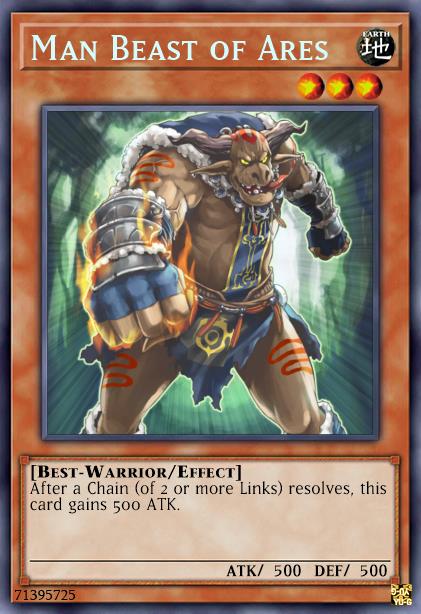 Man Beast of Ares
EARTH
地
[Best-Warrior/Effect]
After a Chain (of 2 or more Links) resolves, this
card gains 500 ATK.
ATK/ 500 DEF/ 500
71395725